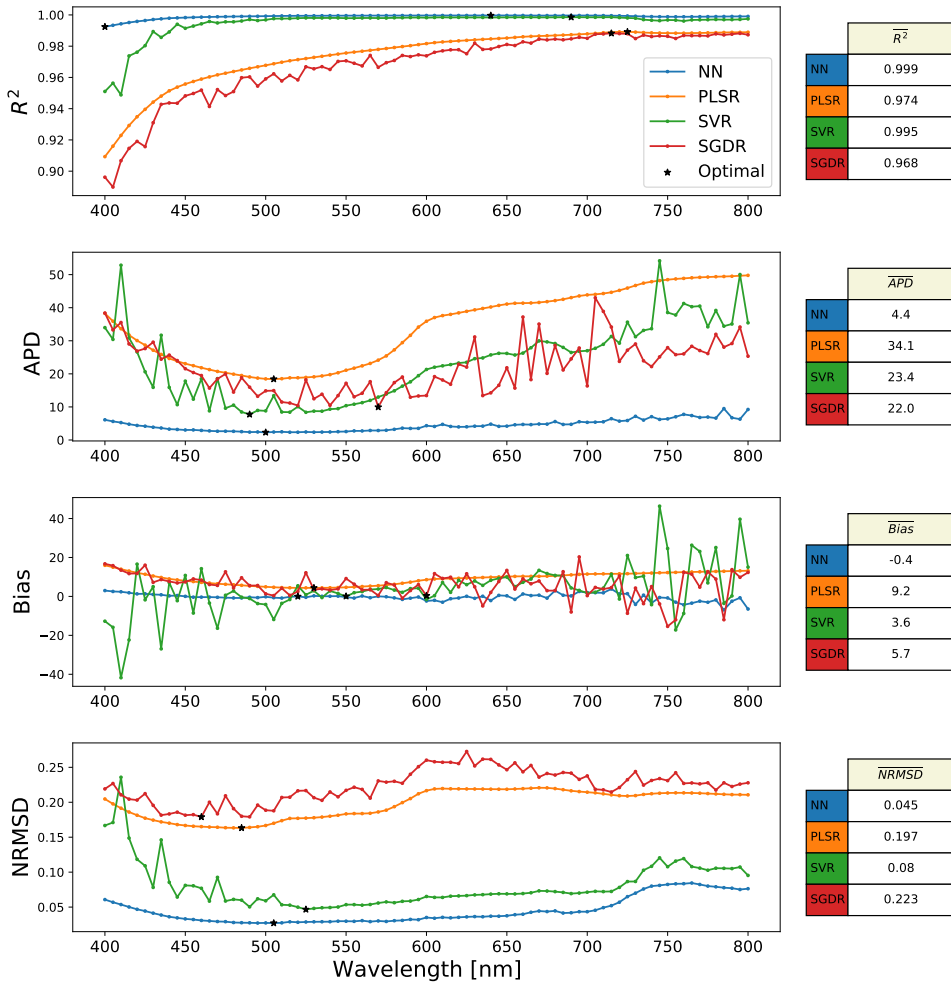 R²
1.00
0.98
0.96
0.94
0.92
0.90
400 450 500 550 600 650 700 750 800
NN
PLSR
SVR
SGDR
Optimal
R²
NN 0.999
PLSR 0.974
SVR 0.995
SGDR 0.968
APD
50
40
30
20
10
0
400 450 500 550 600 650 700 750 800
APD
NN 4.4
PLSR 34.1
SVR 23.4
SGDR 22.0
Bias
40
20
0
−20
−40
400 450 500 550 600 650 700 750 800
Bias
NN -0.4
PLSR 9.2
SVR 3.6
SGDR 5.7
NRMSD
0.25
0.20
0.15
0.10
0.05
400 450 500 550 600 650 700 750 800
Wavelength [nm]
NRMSD
NN 0.045
PLSR 0.197
SVR 0.08
SGDR 0.223